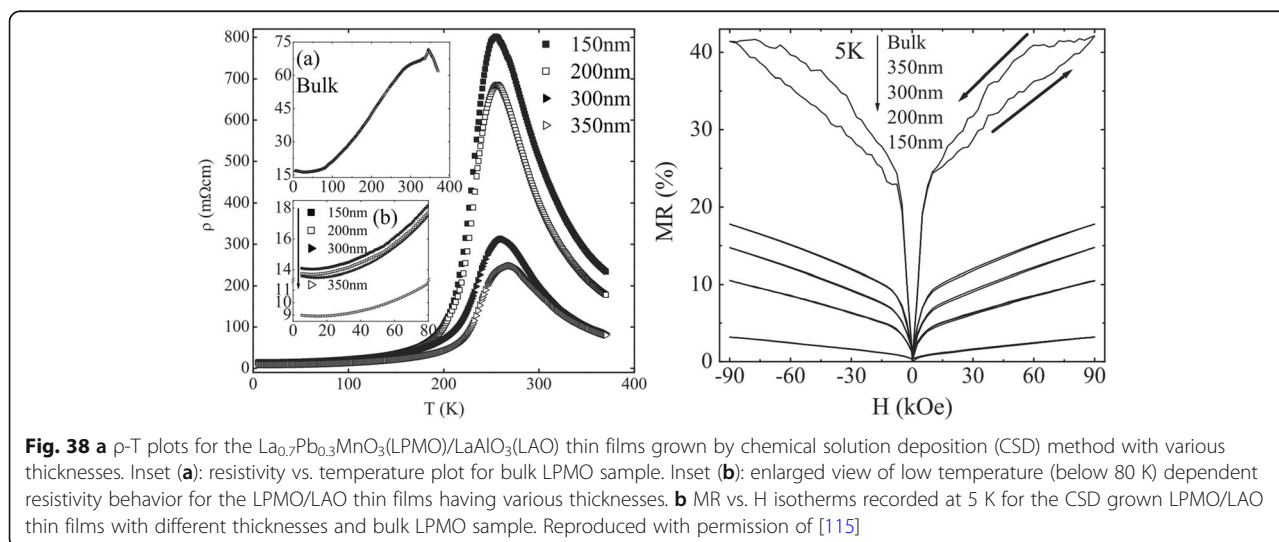 800
700
600
500
400
300
200
100
0
ρ (mΩcm)
0 100 200 300 400
T (K)
150nm
200nm
300nm
350nm
75
60
45
30
15
(a)
Bulk
0 100 200 300 400
18
16
14
11
10
9
(b)
150nm
200nm
300nm
350nm
0 20 40 60 80
40
30
20
10
0
MR (%)
5K
Bulk
350nm
300nm
200nm
150nm
-90 -60 -30 0 30 60 90
H (kOe)
Fig. 38 a ρ-T plots for the La0.7Pb0.3MnO3(LPMO)/LaAlO3(LAO) thin films grown by chemical solution deposition (CSD) method with various
thicknesses. Inset (a): resistivity vs. temperature plot for bulk LPMO sample. Inset (b): enlarged view of low temperature (below 80 K) dependent
resistivity behavior for the LPMO/LAO thin films having various thicknesses. b MR vs. H isotherms recorded at 5 K for the CSD grown LPMO/LAO
thin films with different thicknesses and bulk LPMO sample. Reproduced with permission of [115]